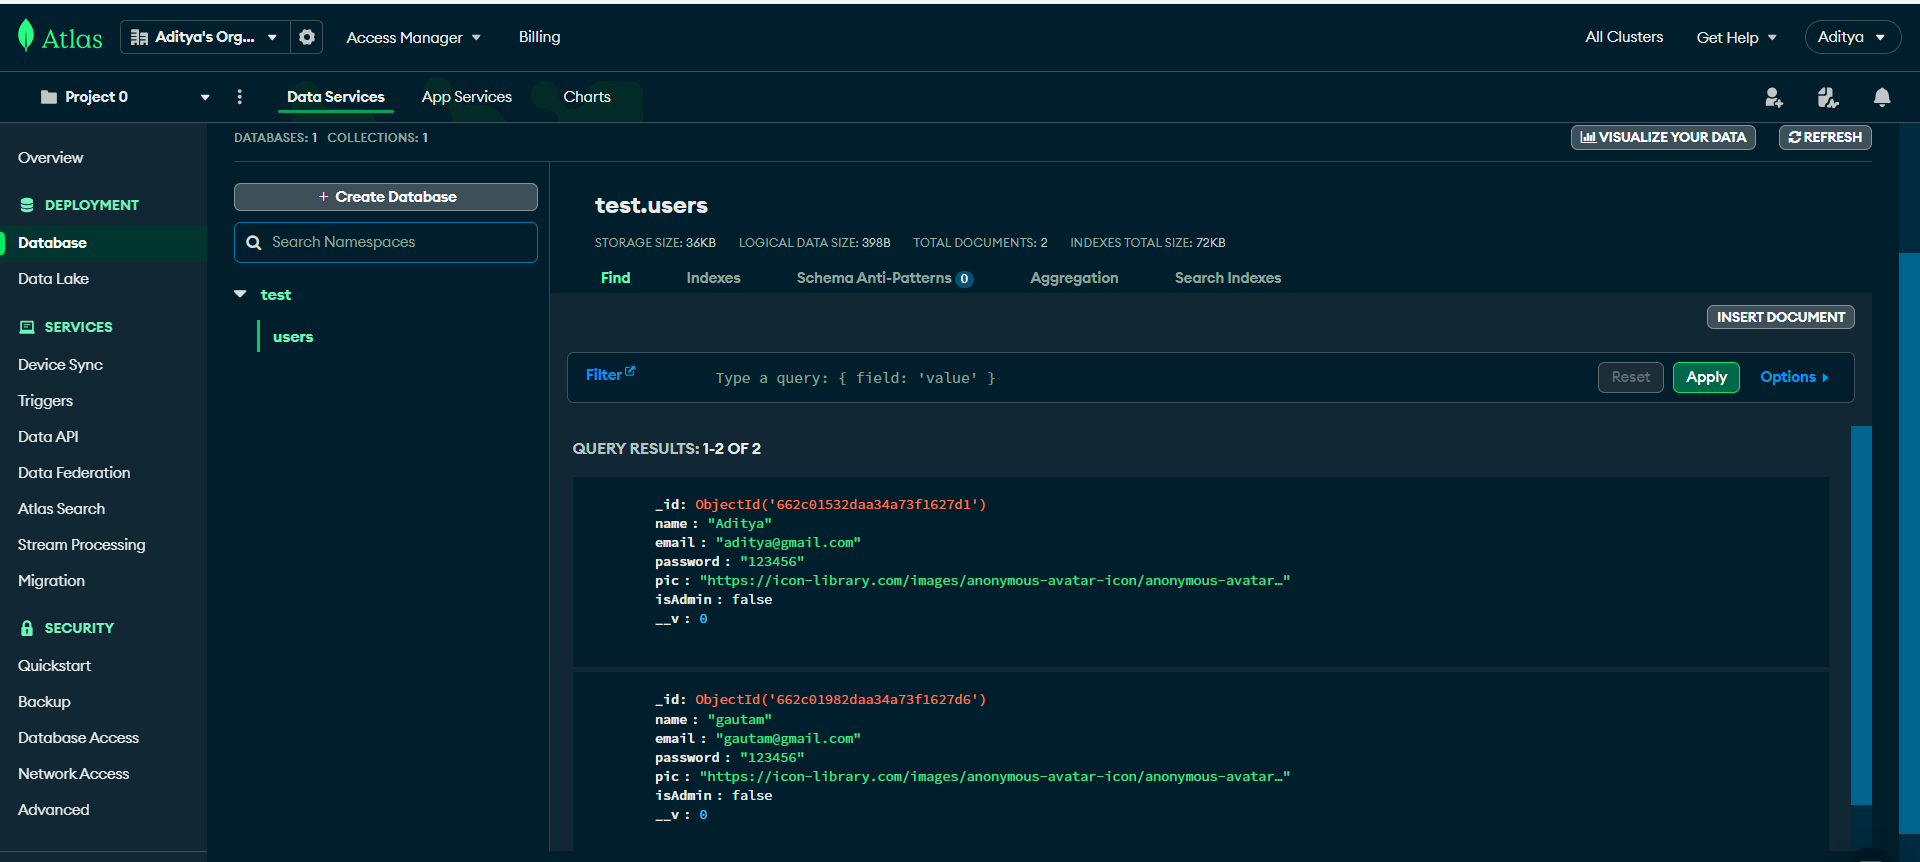 Atlas
Aditya's Org...
Access Manager
Billing
All Clusters
Get Help
Aditya
Project 0
Data Services
App Services
Charts
Overview
DEPLOYMENT
Database
Data Lake
SERVICES
Device Sync
Triggers
Data API
Data Federation
Atlas Search
Stream Processing
Migration
SECURITY
Quickstart
Backup
Database Access
Network Access
Advanced
DATABASES: 1 COLLECTIONS: 1
VISUALIZE YOUR DATA
REFRESH
+ Create Database
Search Namespaces
test
users
test.users
STORAGE SIZE: 36KB LOGICAL DATA SIZE: 398B TOTAL DOCUMENTS: 2 INDEXES TOTAL SIZE: 72KB
Find
Indexes
Schema Anti-Patterns 0
Aggregation
Search Indexes
INSERT DOCUMENT
Filter
Type a query: { field: 'value' }
Reset
Apply
Options
QUERY RESULTS: 1-2 OF 2
_id: ObjectId('662c01532daa34a73f1627d1')
name : "Aditya"
email : "aditya@gmail.com"
password : "123456"
pic : "https://icon-library.com/images/anonymous-avatar-icon/anonymous-avatar…"
isAdmin : false
__v : 0
_id: ObjectId('662c01982daa34a73f1627d6')
name : "gautam"
email : "gautam@gmail.com"
password : "123456"
pic : "https://icon-library.com/images/anonymous-avatar-icon/anonymous-avatar…"
isAdmin : false
__v : 0